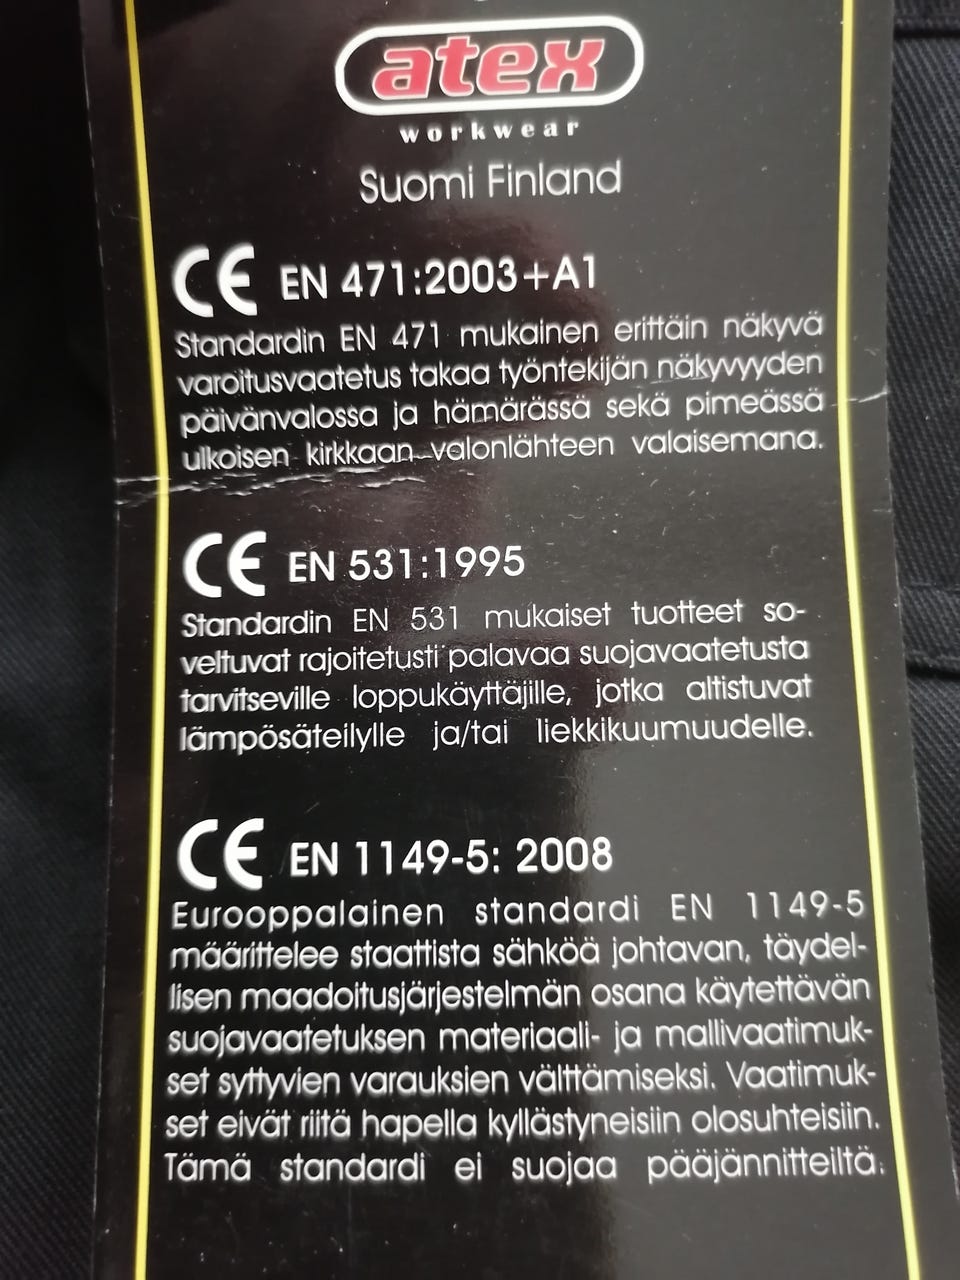 atex
workwear
Suomi Finland
CE EN 471:2003+A1
Standardin EN 471 mukainen erittäin näkyvä
varoitusvaatetus takaa työntekijän näkyvyyden
päivänvalossa ja hämärässä sekä pimeässä
ulkoisen kirkkaan valonlähteen valaisemana.
CE EN 531:1995
Standardin EN 531 mukaiset tuotteet so-
veltuvat rajoitetusti palavaa suojavaatetusta
tarvitseville loppukäyttäjille, jotka altistuvat
lämpösäteilylle ja/tai liekkikuumuudelle.
CE EN 1149-5: 2008
Eurooppalainen standardi EN 1149-5
määrittelee staattista sähköä johtavan, täydel-
lisen maadoitusjärjestelmän osana käytettävän
suojavaatetuksen materiaali- ja mallivaatimuk-
set syttyvien varauksien välttämiseksi. Vaatimuk-
set eivät riitä hapella kyllästyneisiin olosuhteisiin.
Tämä standardi ei suojaa pääjännitteiltä.